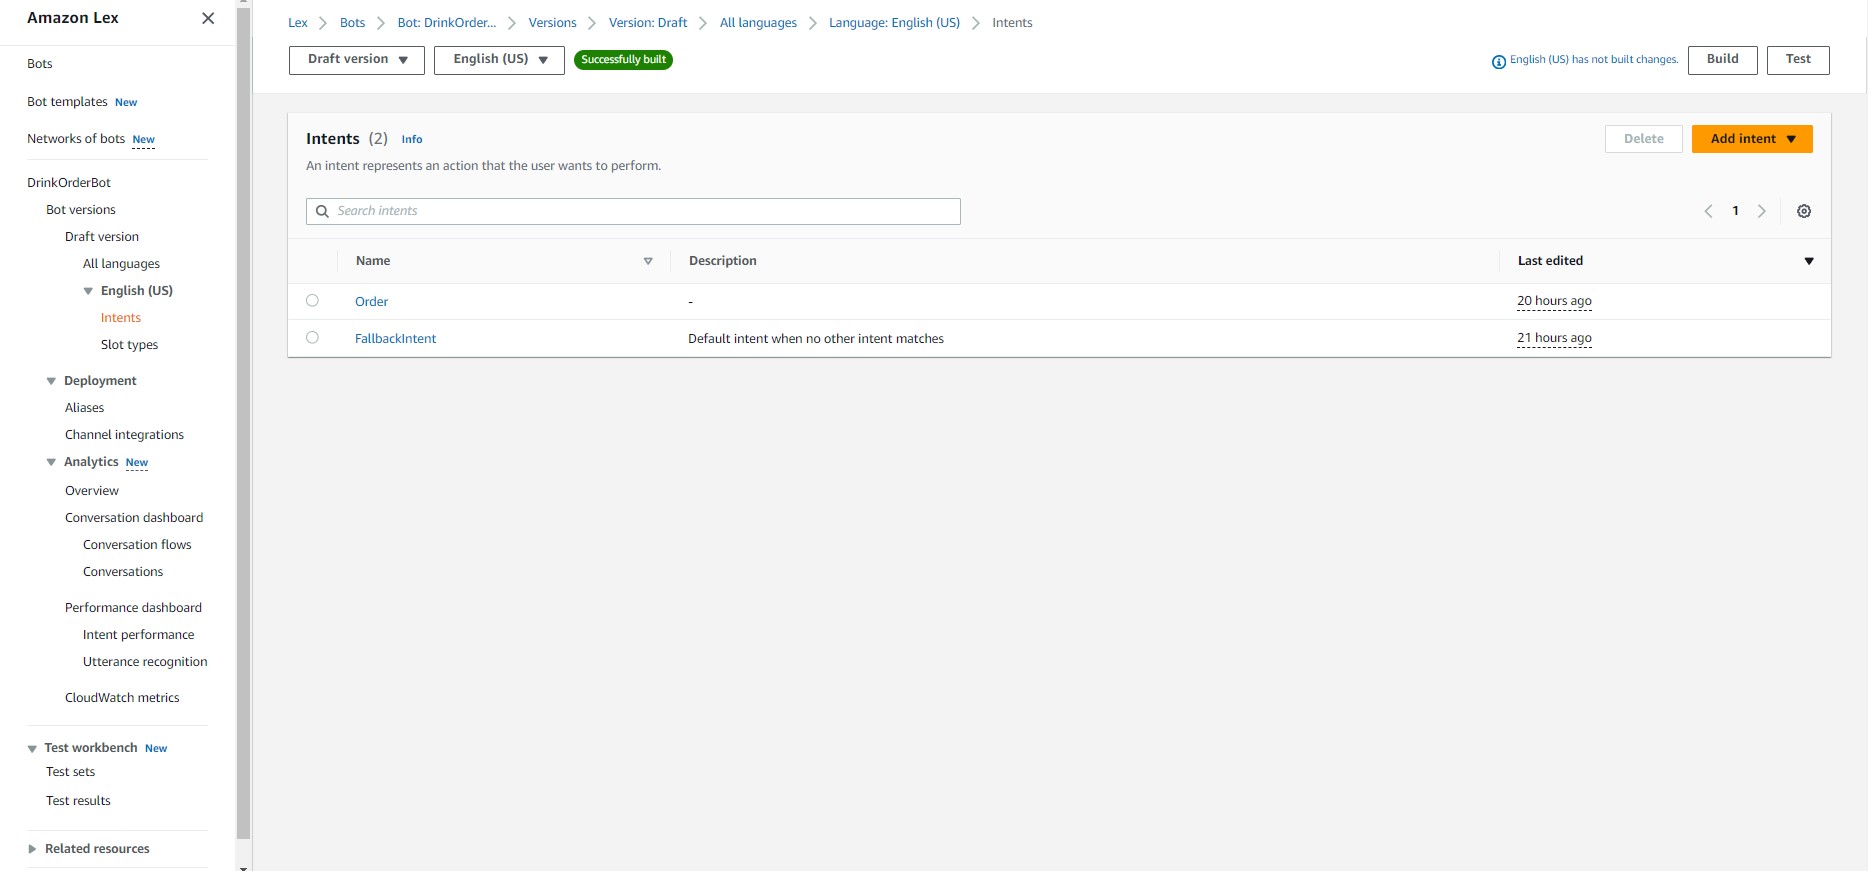 Amazon Lex
Bots
Bot templates New
Networks of bots New
DrinkOrderBot
Bot versions
Draft version
All languages
English (US)
Intents
Slot types
Deployment
Aliases
Channel integrations
Analytics New
Overview
Conversation dashboard
Conversation flows
Conversations
Performance dashboard
Intent performance
Utterance recognition
CloudWatch metrics
Test workbench New
Test sets
Test results
Related resources
Lex Bots Bot: DrinkOrder... Versions Version: Draft All languages Language: English (US) Intents
Draft version English (US) Successfully built English (US) has not built changes. Build Test
Intents (2) Info Delete Add intent
An intent represents an action that the user wants to perform.
Search intents 1
Name Description Last edited
Order - 20 hours ago
FallbackIntent Default intent when no other intent matches 21 hours ago